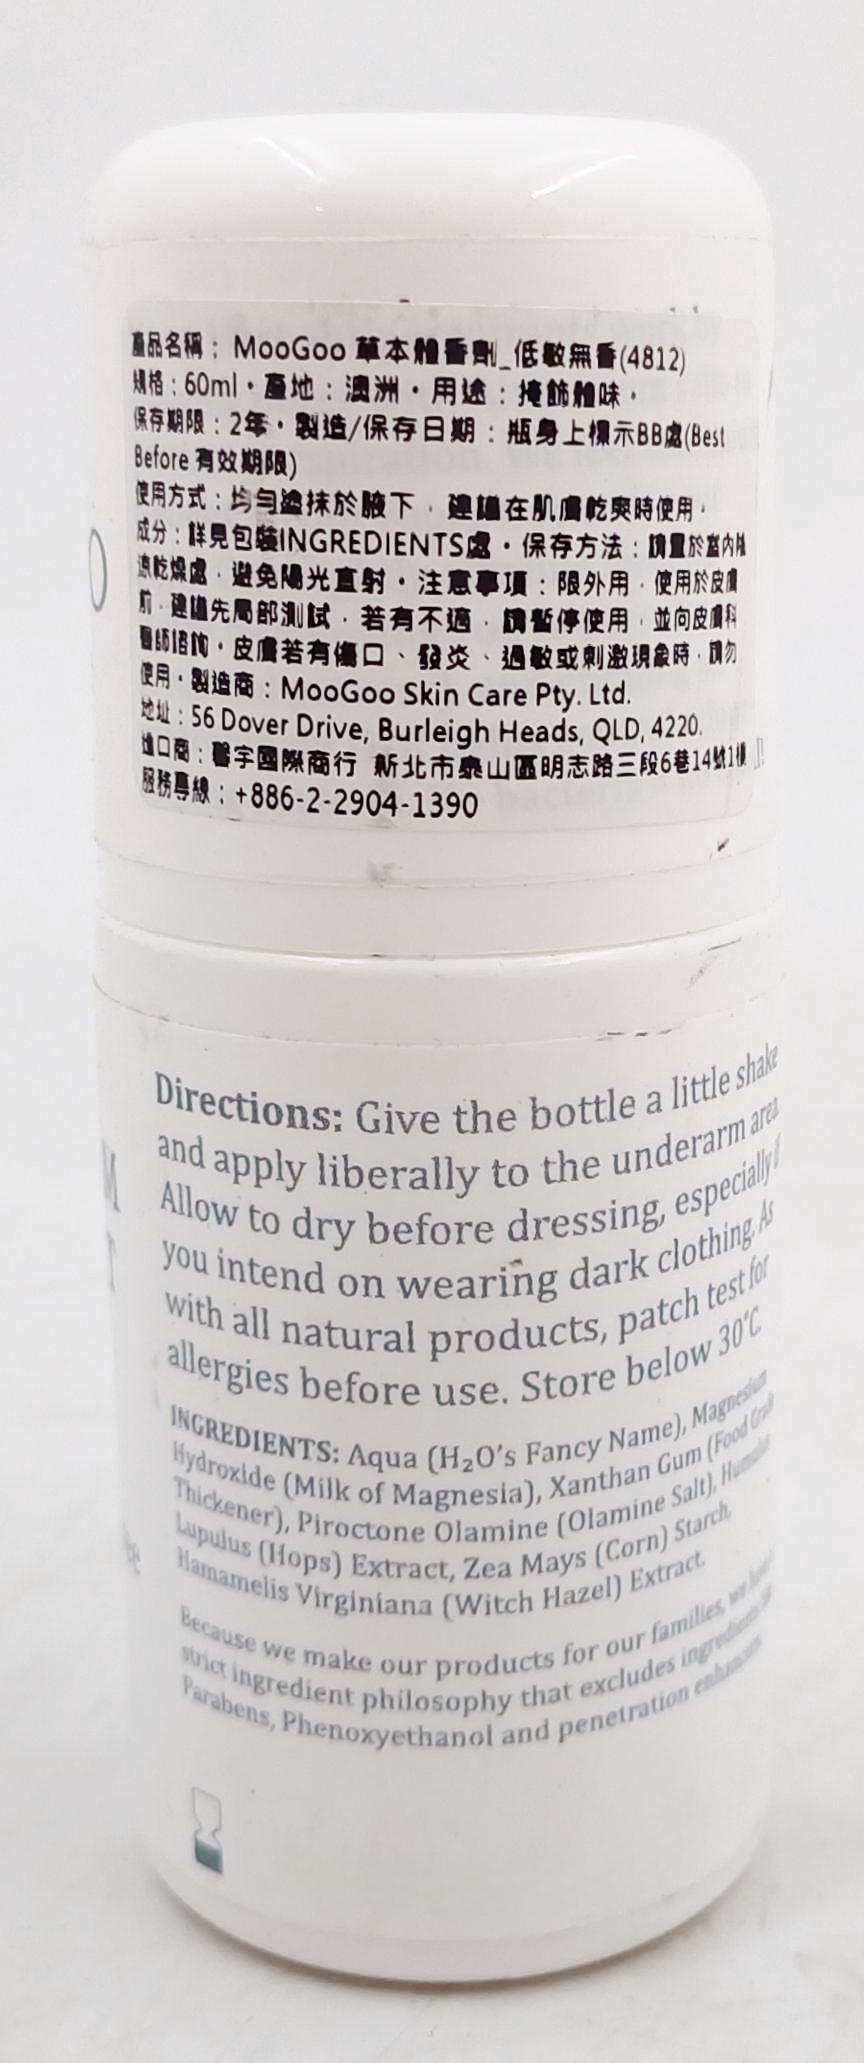 產品名稱：MooGoo 草本體香劑_低敏無香(4812)
規格：60ml・產地：澳洲・用途：掩飾體味・
保存期限：2年・製造/保存日期：瓶身上標示BB處(Best
Before 有效期限)
使用方式：均勻塗抹於腋下・建議在肌膚乾爽時使用・
成分：詳見包裝INGREDIENTS處・保存方法：請置於室內陰
涼乾燥處・避免陽光直射・注意事項：限外用・使用於皮膚
前・建議先局部測試・若有不適・請暫停使用・並向皮膚科
醫師諮詢・皮膚若有傷口、發炎、過敏或刺激現象時・請勿
使用・製造商：MooGoo Skin Care Pty. Ltd.
地址：56 Dover Drive, Burleigh Heads, QLD, 4220.
進口商：馨宇國際商行 新北市泰山區明志路三段6巷14號1樓
服務專線：+886-2-2904-1390
Directions: Give the bottle a little shake
and apply liberally to the underarm area.
Allow to dry before dressing, especially if
you intend on wearing dark clothing. As
with all natural products, patch test for
allergies before use. Store below 30°C.
INGREDIENTS: Aqua (H₂O's Fancy Name), Magnesium
Hydroxide (Milk of Magnesia), Xanthan Gum (Food Grade
Thickener), Piroctone Olamine (Olamine Salt), Humulus
Lupulus (Hops) Extract, Zea Mays (Corn) Starch,
Hamamelis Virginiana (Witch Hazel) Extract.
Because we make our products for our families, we have a
strict ingredient philosophy that excludes ingredients like
Parabens, Phenoxyethanol and penetration enhancers.